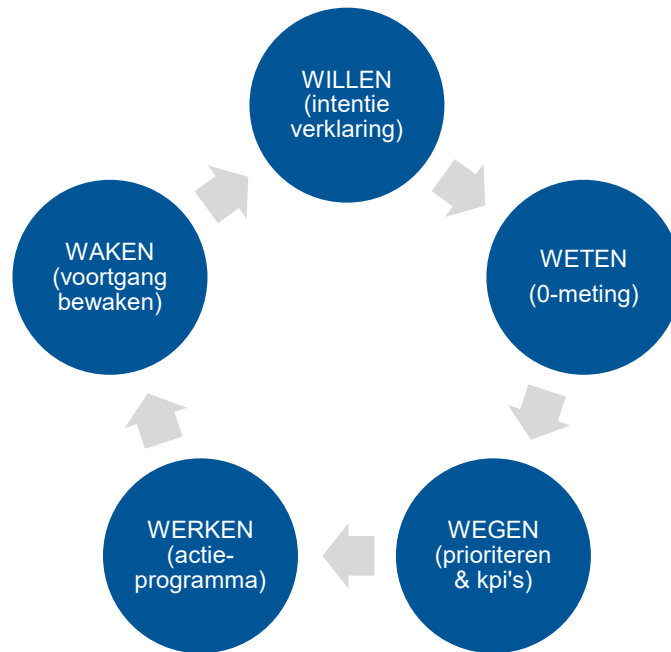 WILLEN
(intentie
verklaring)
WETEN
(0-meting)
WEGEN
(prioriteren
& kpi's)
WERKEN
(actie-
programma)
WAKEN
(voortgang
bewaken)